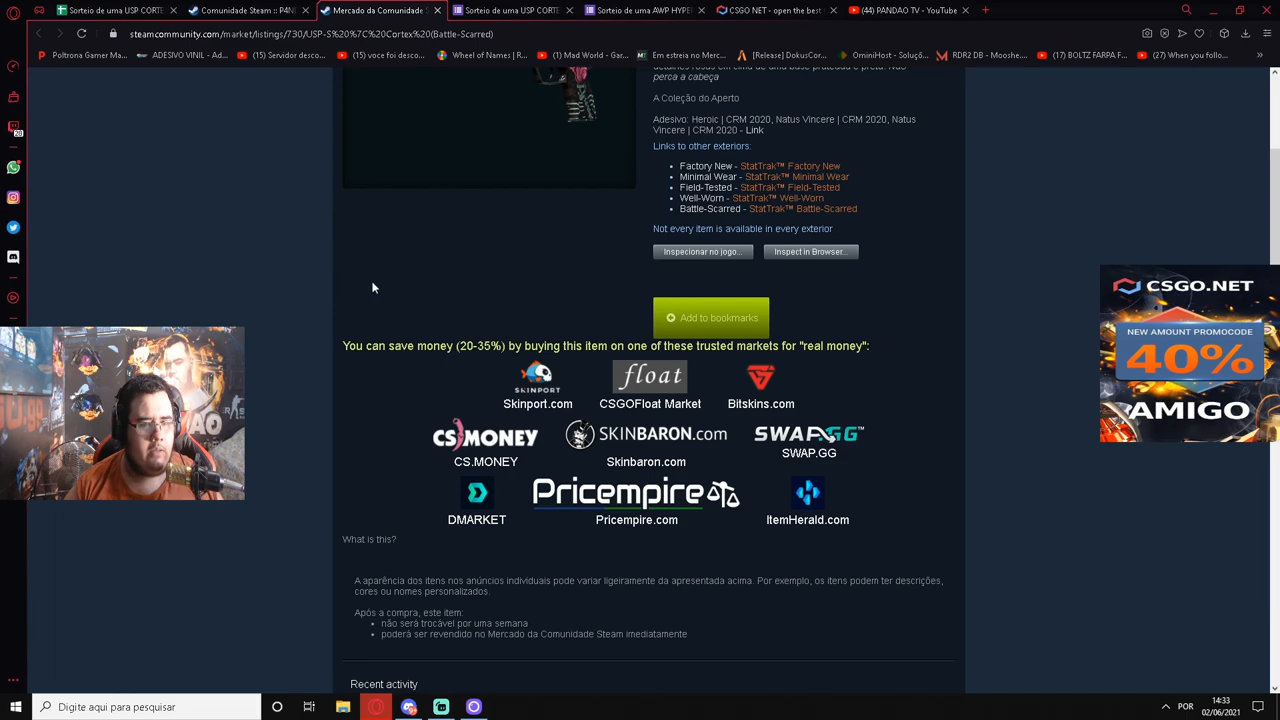 Sorteio de uma USP CORTE
Comunidade Steam :: P4N
Mercado da Comunidade S
Sorteio de uma USP CORTE
Sorteio de uma AWP HYPER
CSGO NET - open the best
(44) PANDAO TV - YouTube
steamcommunity.com/market/listings/730/USP-S%20%7C%20Cortex%20(Battle-Scarred)
Poltrona Gamer Ma...
ADESIVO VINIL - Ad...
(15) Servidor desco...
(15) voce foi desco...
Wheel of Names | R...
(1) Mad World - Gar...
Em estreia no Merc...
[Release] DokusCor...
OminiHost - Soluçõ...
RDR2 DB - Mooshe...
(17) BOLTZ FARPA F...
(27) When you follo...
perca a cabeça
A Coleção do Aperto
Adesivo: Heroic | CRM 2020, Natus Vincere | CRM 2020, Natus
Vincere | CRM 2020 - Link
Links to other exteriors:
Factory New - StatTrak™ Factory New
Minimal Wear - StatTrak™ Minimal Wear
Field-Tested - StatTrak™ Field-Tested
Well-Worn - StatTrak™ Well-Worn
Battle-Scarred - StatTrak™ Battle-Scarred
Not every item is available in every exterior
Inspecionar no jogo...
Inspect in Browser...
Add to bookmarks
You can save money (20-35%) by buying this item on one of these trusted markets for "real money":
SKINPORT
float
Skinport.com
CSGOFloat Market
Bitskins.com
CS MONEY
SKINBARON.com
SWAP.GG
CS.MONEY
Skinbaron.com
SWAP.GG
Pricempire
DMARKET
Pricempire.com
ItemHerald.com
What is this?
A aparência dos itens nos anúncios individuais pode variar ligeiramente da apresentada acima. Por exemplo, os itens podem ter descrições,
cores ou nomes personalizados.
Após a compra, este item:
não será trocável por uma semana
poderá ser revendido no Mercado da Comunidade Steam imediatamente
Recent activity
CSGO.NET
NEW AMOUNT PROMOCODE
40%
AMIGO
28
Digite aqui para pesquisar
POR
14:33
02/06/2021